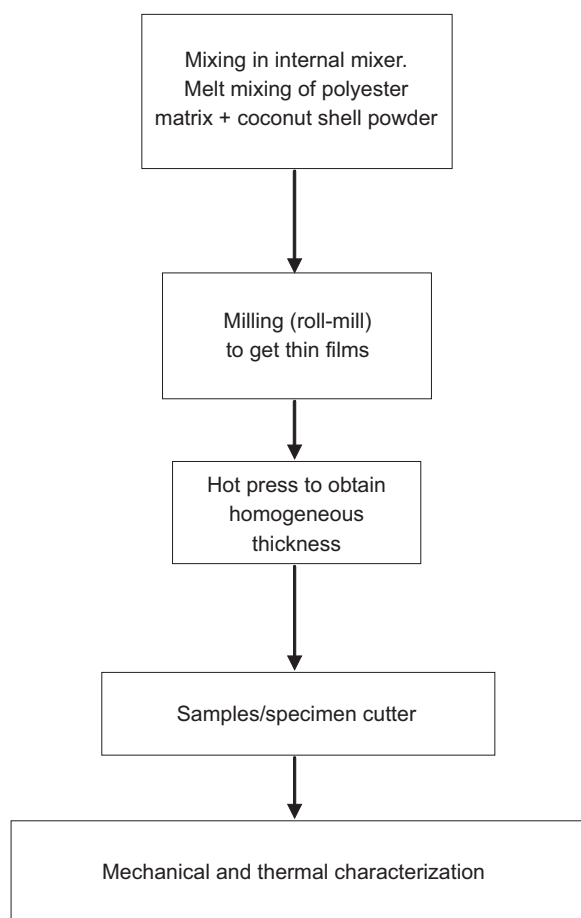 Mixing in internal mixer.
Melt mixing of polyester
matrix + coconut shell powder
Milling (roll-mill)
to get thin films
Hot press to obtain
homogeneous
thickness
Samples/specimen cutter
Mechanical and thermal characterization